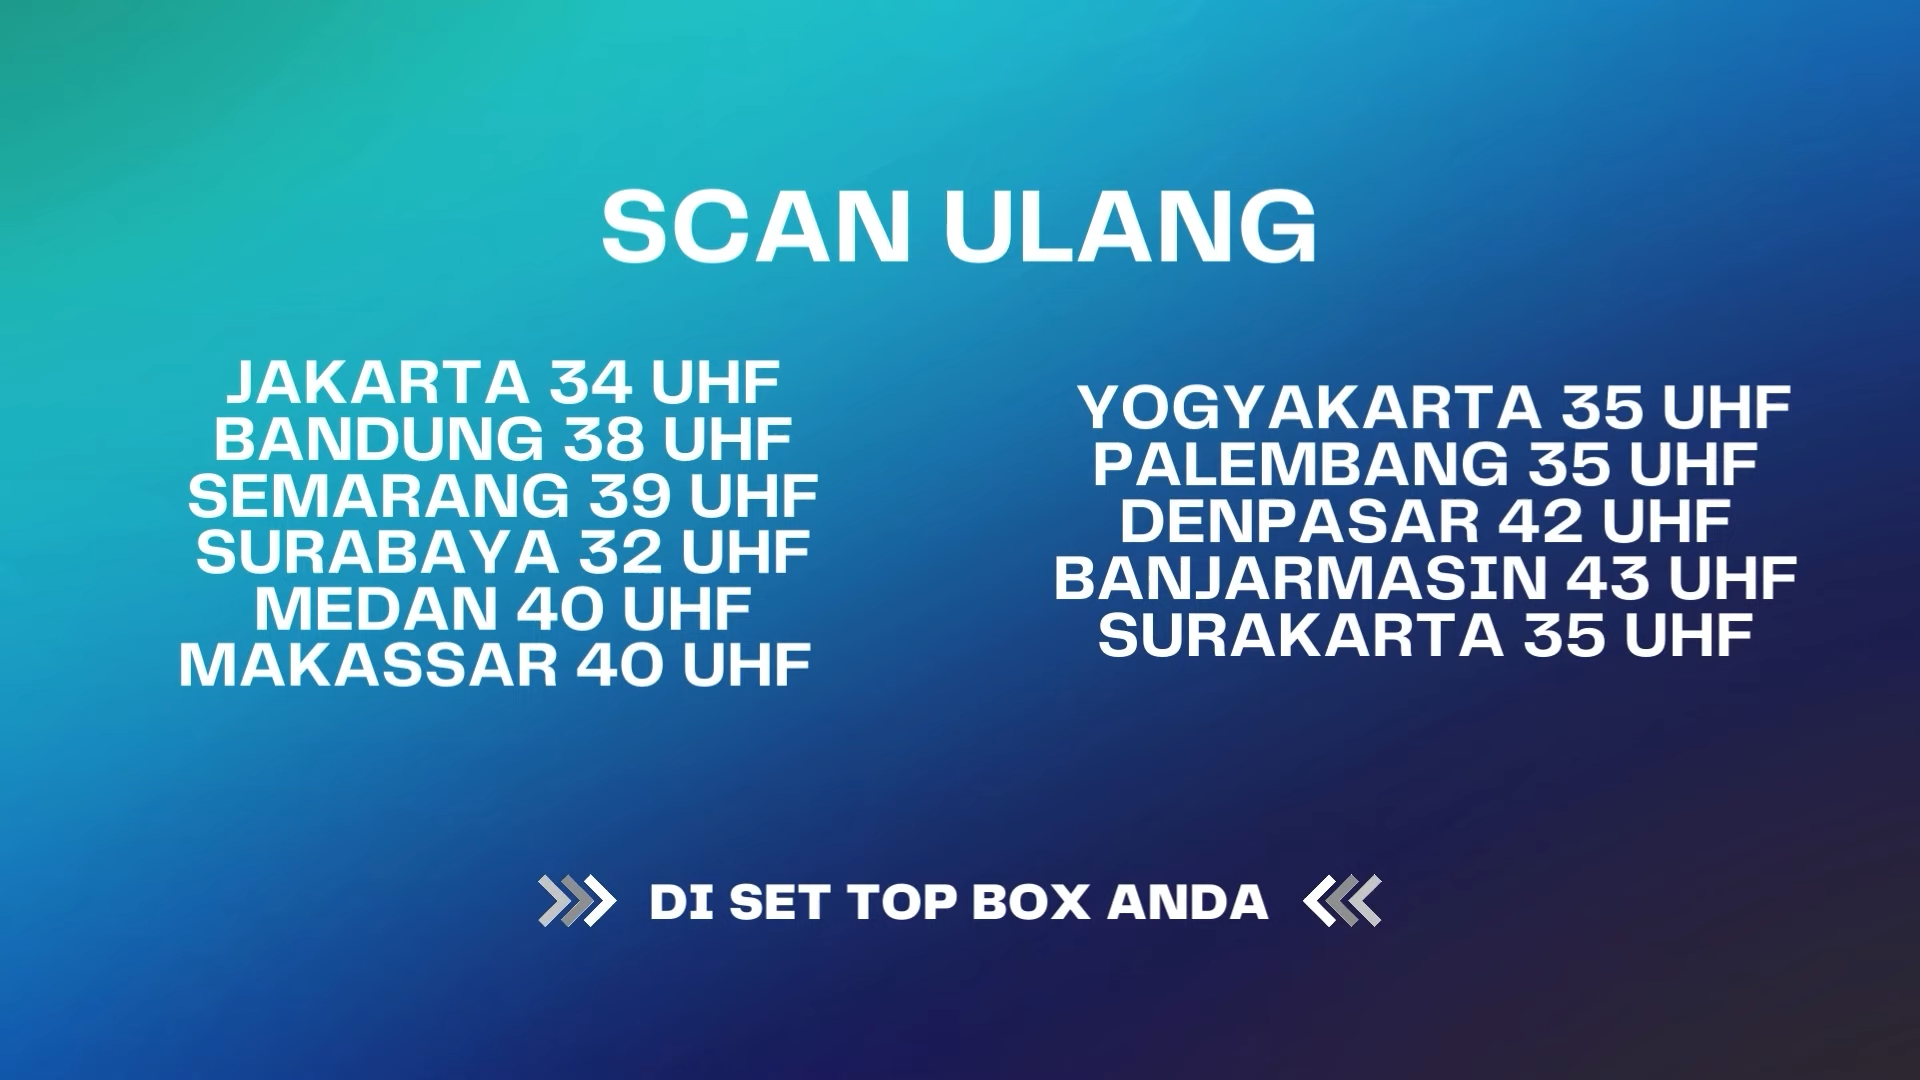 SCAN ULANG
JAKARTA 34 UHF
BANDUNG 38 UHF
SEMARANG 39 UHF
SURABAYA 32 UHF
MEDAN 40 UHF
MAKASSAR 40 UHF
YOGYAKARTA 35 UHF
PALEMBANG 35 UHF
DENPASAR 42 UHF
BANJARMASIN 43 UHF
SURAKARTA 35 UHF
DI SET TOP BOX ANDA